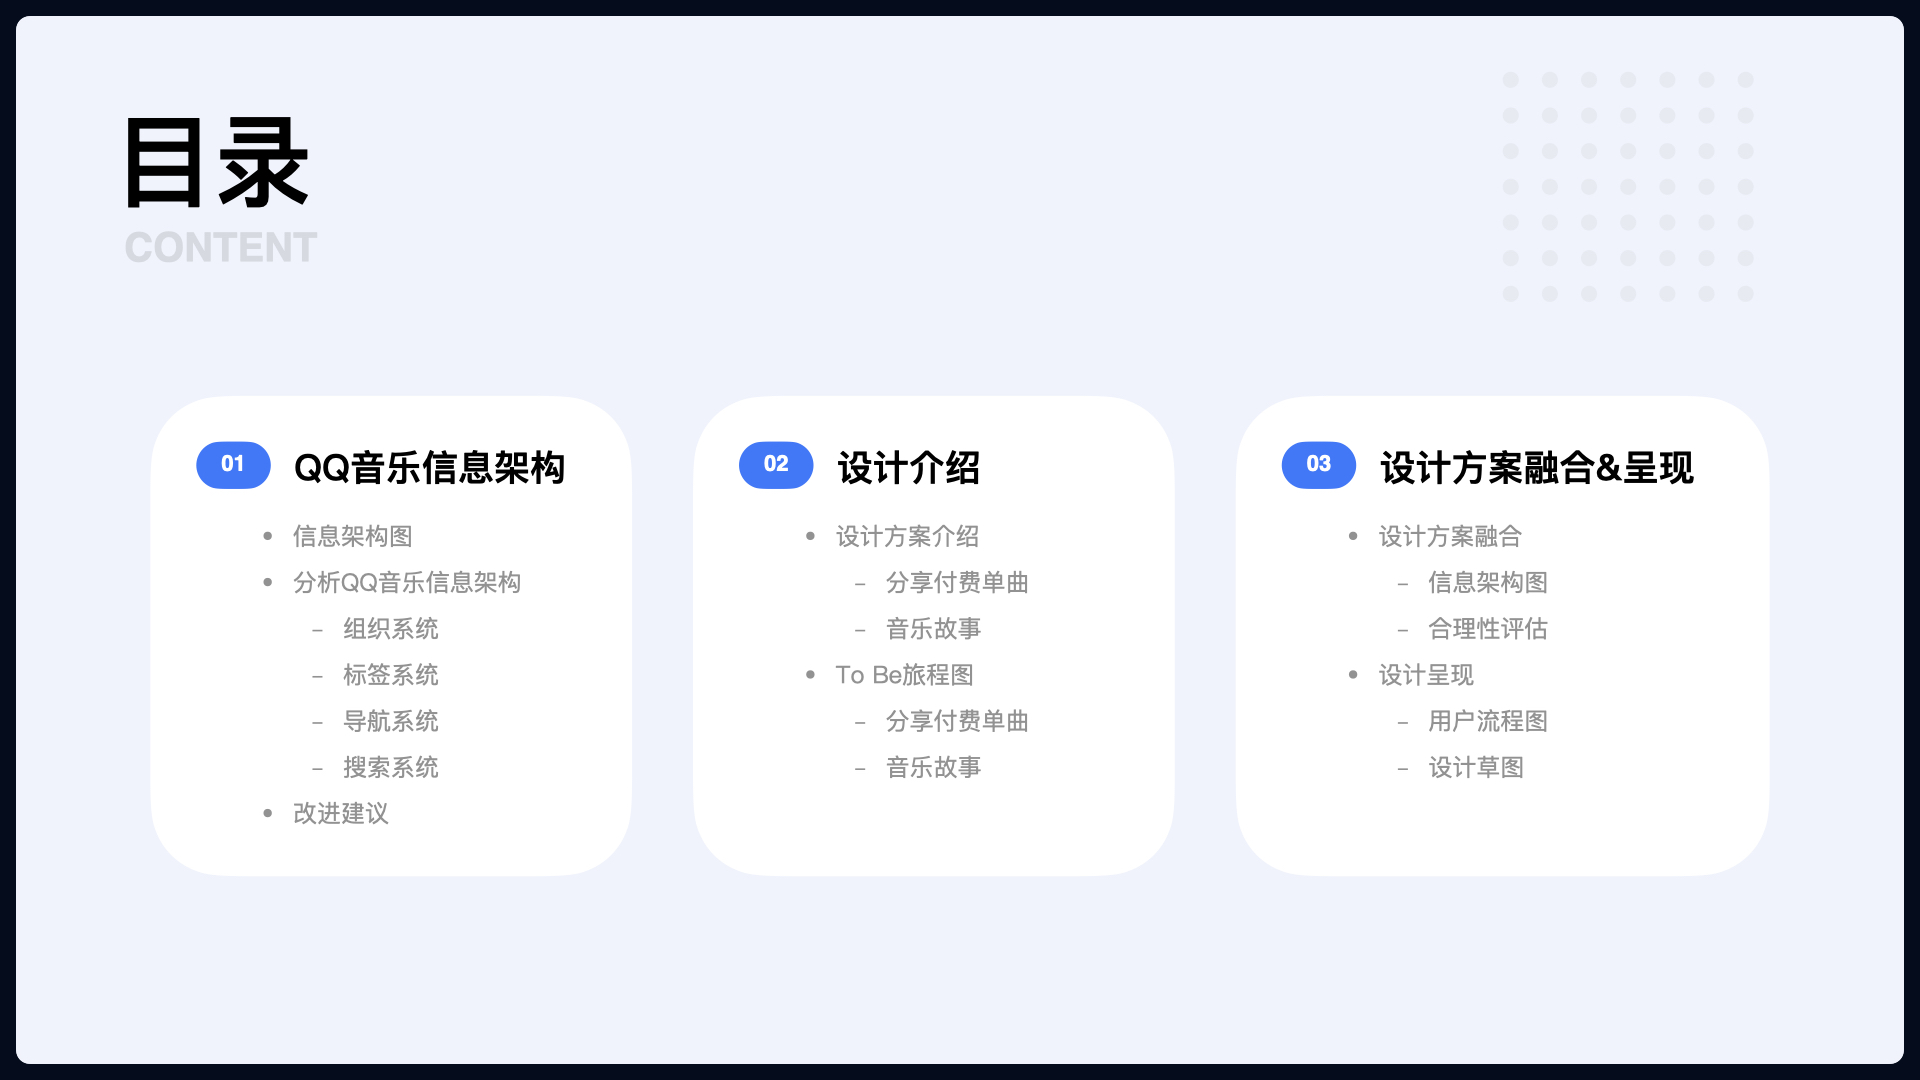 目录
CONTENT
01 QQ音乐信息架构
• 信息架构图
• 分析QQ音乐信息架构
– 组织系统
– 标签系统
– 导航系统
– 搜索系统
• 改进建议
02 设计介绍
• 设计方案介绍
– 分享付费单曲
– 音乐故事
• To Be旅程图
– 分享付费单曲
– 音乐故事
03 设计方案融合&呈现
• 设计方案融合
– 信息架构图
– 合理性评估
• 设计呈现
– 用户流程图
– 设计草图